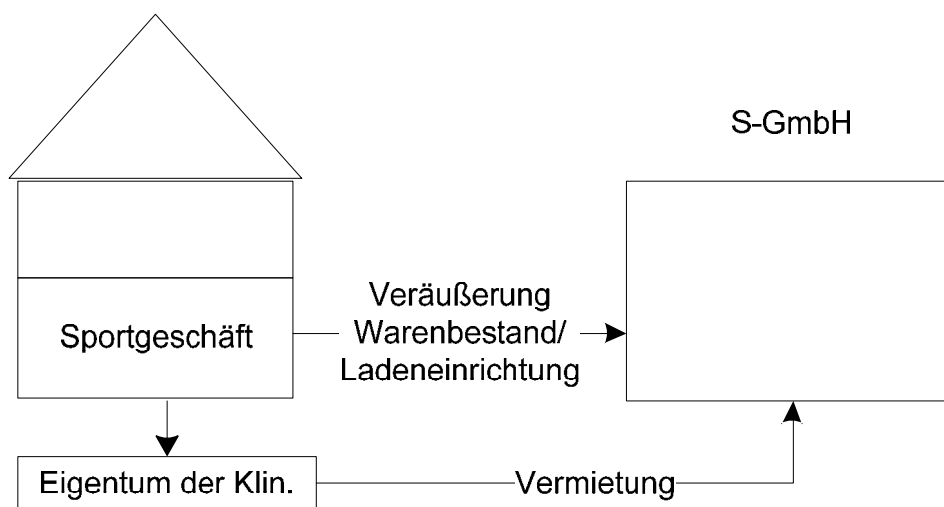 S-GmbH
Sportgeschäft
Veräußerung
Warenbestand/
Ladeneinrichtung
Eigentum der Klin.
Vermietung